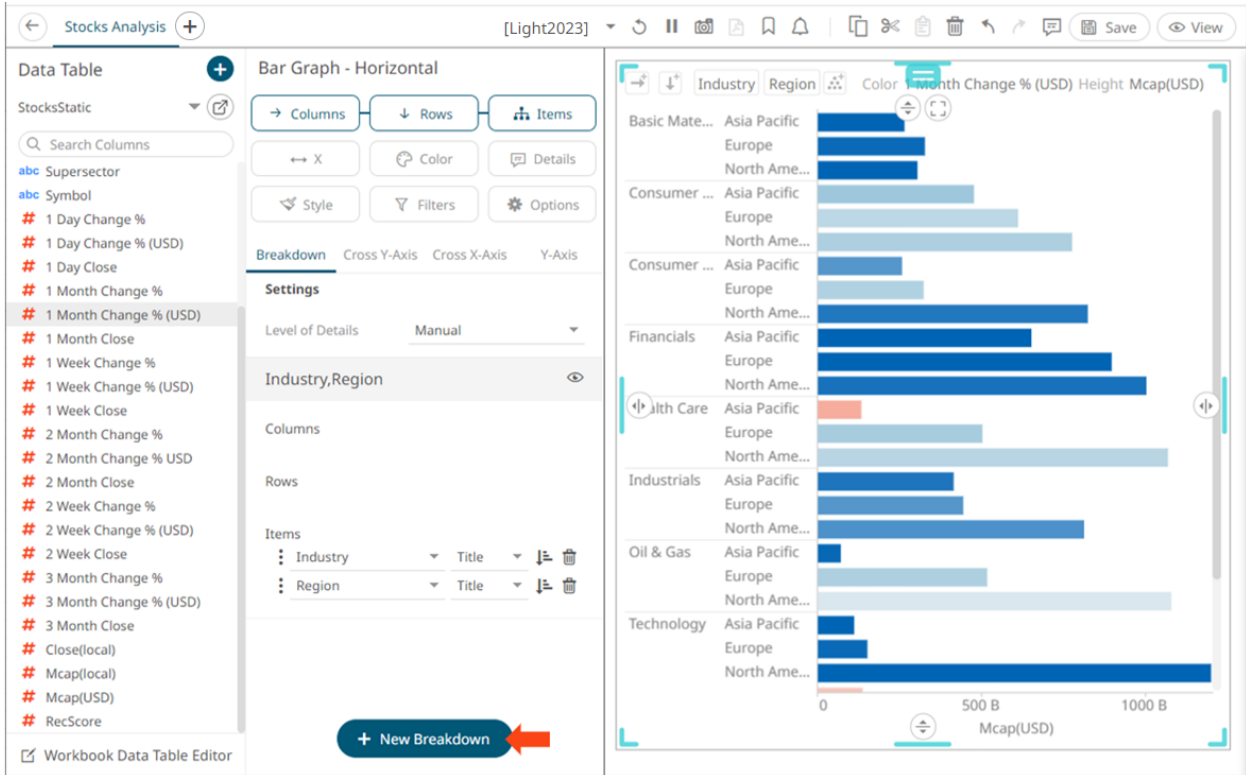 Stocks Analysis
[Light2023]
Save
View
Data Table
StocksStatic
Search Columns
abc Supersector
abc Symbol
# 1 Day Change %
# 1 Day Change % (USD)
# 1 Day Close
# 1 Month Change %
# 1 Month Change % (USD)
# 1 Month Close
# 1 Week Change %
# 1 Week Change % (USD)
# 1 Week Close
# 2 Month Change %
# 2 Month Change % USD
# 2 Month Close
# 2 Week Change %
# 2 Week Change % (USD)
# 2 Week Close
# 3 Month Change %
# 3 Month Change % (USD)
# 3 Month Close
# Close(local)
# Mcap(local)
# Mcap(USD)
# RecScore
Workbook Data Table Editor
Bar Graph - Horizontal
Columns Rows Items
X Color Details
Style Filters Options
Breakdown Cross Y-Axis Cross X-Axis Y-Axis
Settings
Level of Details Manual
Industry,Region
Columns
Rows
Items
Industry Title
Region Title
+ New Breakdown
Industry Region Color 1 Month Change % (USD) Height Mcap(USD)
Basic Mate... Asia Pacific
Europe
North Ame...
Consumer ... Asia Pacific
Europe
North Ame...
Consumer ... Asia Pacific
Europe
North Ame...
Financials Asia Pacific
Europe
North Ame...
alth Care Asia Pacific
Europe
North Ame...
Industrials Asia Pacific
Europe
North Ame...
Oil & Gas Asia Pacific
Europe
North Ame...
Technology Asia Pacific
Europe
North Ame...
0 500 B 1000 B
Mcap(USD)